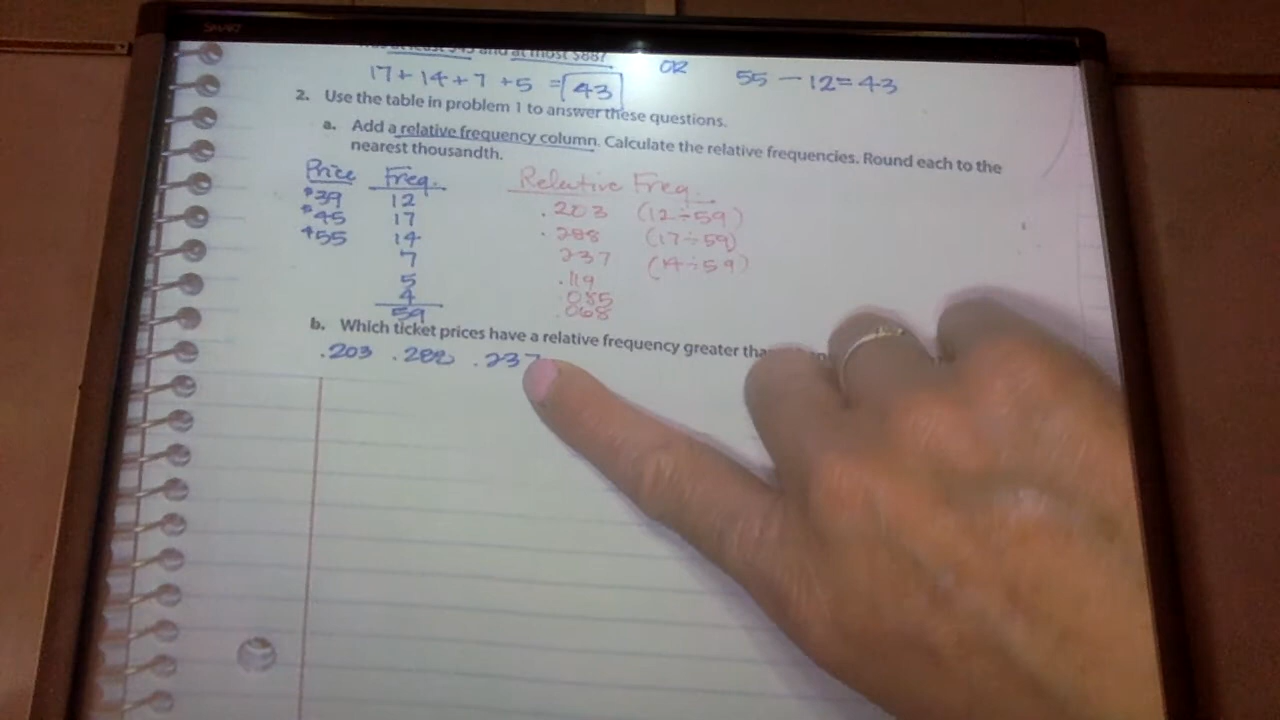 at least $45 and at most $88?
17 + 14 + 7 + 5 = 43 OR 55 - 12 = 43
2. Use the table in problem 1 to answer these questions.
a. Add a relative frequency column. Calculate the relative frequencies. Round each to the
nearest thousandth.
Price Freq. Relative Freq.
$39 12 .203 (12÷59)
$45 17 .288 (17÷59)
$55 14 237 (14÷59)
7 .119
5 .085
4 .068
59
b. Which ticket prices have a relative frequency greater
.203 .288 .237